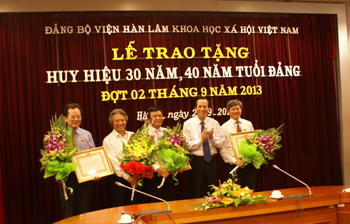 ĐẢNG BỘ VIỆN HÀN LÂM KHOA HỌC XÃ HỘI VIỆT NAM
LỄ TRAO TẶNG
HUY HIỆU 30 NĂM, 40 NĂM TUỔI ĐẢNG
ĐỢT 02 THÁNG 9 NĂM 2013